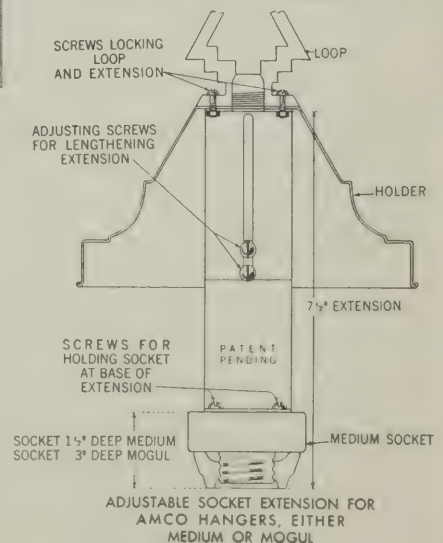 SCREWS LOCKING
LOOP
AND EXTENSION
LOOP
ADJUSTING SCREWS
FOR LENGTHENING
EXTENSION
HOLDER
7½" EXTENSION
SCREWS FOR
HOLDING SOCKET
AT BASE OF
EXTENSION
PATENT
PENDING
SOCKET 1½" DEEP MEDIUM
SOCKET 3" DEEP MOGUL
MEDIUM SOCKET
ADJUSTABLE SOCKET EXTENSION FOR
AMCO HANGERS, EITHER
MEDIUM OR MOGUL